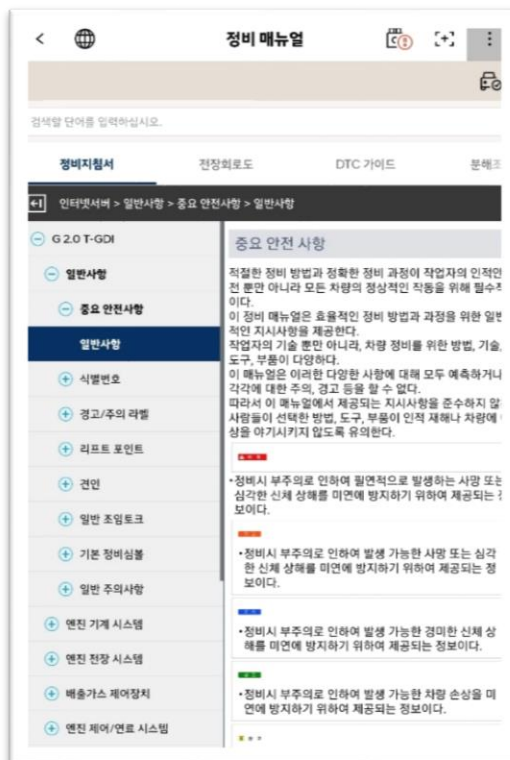 정비 매뉴얼
검색할 단어를 입력하십시오.
정비지침서
전장회로도
DTC 가이드
분해조
인터넷서버 > 일반사항 > 중요 안전사항 > 일반사항
G 2.0 T-GDI
일반사항
중요 안전사항
일반사항
식별번호
경고/주의 라벨
리프트 포인트
견인
일반 조임토크
기본 정비심볼
일반 주의사항
엔진 기계 시스템
엔진 전장 시스템
배출가스 제어장치
엔진 제어/연료 시스템
중요 안전 사항
적절한 정비 방법과 정확한 정비 과정이 작업자의 인적안
전 뿐만 아니라 모든 차량의 정상적인 작동을 위해 필수적
이다.
이 정비 매뉴얼은 효율적인 정비 방법과 과정을 위한 일반
적인 지시사항을 제공한다.
작업자의 기술 뿐만 아니라, 차량 정비를 위한 방법, 기술,
도구, 부품이 다양하다.
이 매뉴얼은 이러한 다양한 사항에 대해 모두 예측하거나
각각에 대한 주의, 경고 등을 할 수 없다.
따라서 이 매뉴얼에서 제공되는 지시사항을 준수하지 않
사람들이 선택한 방법, 도구, 부품이 인적 재해나 차량에
상을 야기시키지 않도록 유의한다.
•정비시 부주의로 인하여 필연적으로 발생하는 사망 또는
심각한 신체 상해를 미연에 방지하기 위하여 제공되는
보이다.
•정비시 부주의로 인하여 발생 가능한 사망 또는 심각
한 신체 상해를 미연에 방지하기 위하여 제공되는 정
보이다.
•정비시 부주의로 인하여 발생 가능한 경미한 신체 상
해를 미연에 방지하기 위하여 제공되는 정보이다.
•정비시 부주의로 인하여 발생 가능한 차량 손상을 미
연에 방지하기 위하여 제공되는 정보이다.